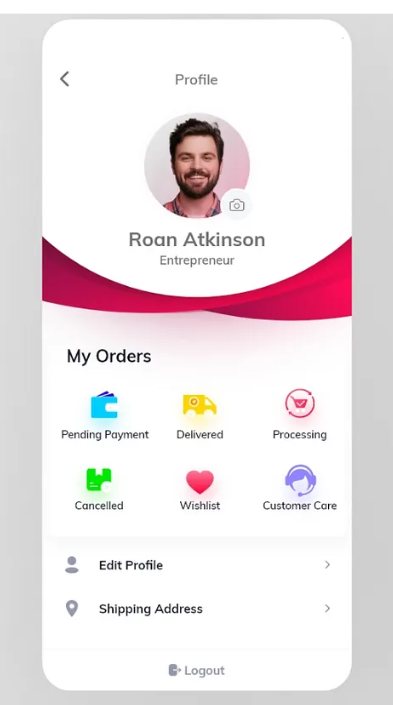 Profile
Roan Atkinson
Entrepreneur
My Orders
Pending Payment
Delivered
Processing
Cancelled
Wishlist
Customer Care
Edit Profile
Shipping Address
Logout